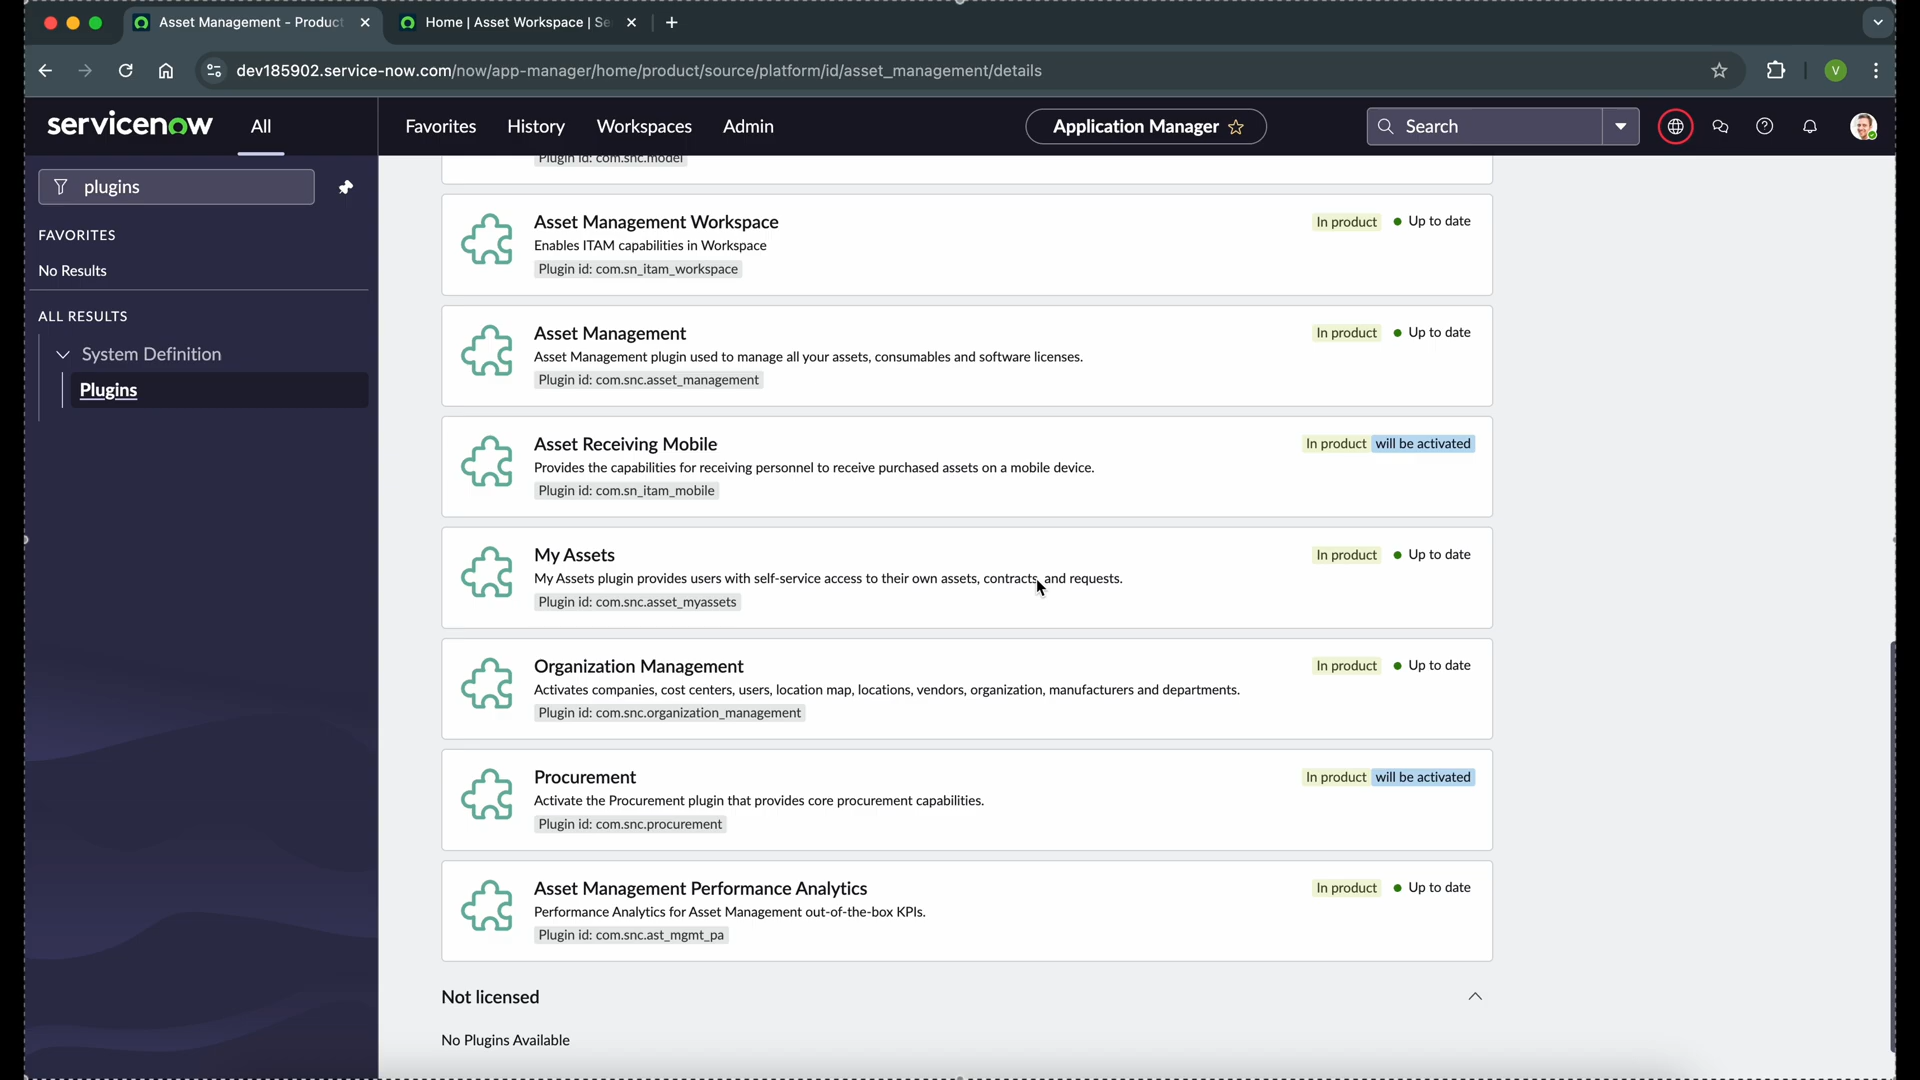 Asset Management - Product
Home | Asset Workspace | Se
dev185902.service-now.com/now/app-manager/home/product/source/platform/id/asset_management/details
V
servicenow
All
Favorites
History
Workspaces
Admin
Application Manager
Search
plugins
FAVORITES
No Results
ALL RESULTS
System Definition
Plugins
Plugin id: com.snc.model
Asset Management Workspace
In product
Up to date
Enables ITAM capabilities in Workspace
Plugin id: com.sn_itam_workspace
Asset Management
In product
Up to date
Asset Management plugin used to manage all your assets, consumables and software licenses.
Plugin id: com.snc.asset_management
Asset Receiving Mobile
In product
will be activated
Provides the capabilities for receiving personnel to receive purchased assets on a mobile device.
Plugin id: com.sn_itam_mobile
My Assets
In product
Up to date
My Assets plugin provides users with self-service access to their own assets, contracts, and requests.
Plugin id: com.snc.asset_myassets
Organization Management
In product
Up to date
Activates companies, cost centers, users, location map, locations, vendors, organization, manufacturers and departments.
Plugin id: com.snc.organization_management
Procurement
In product
will be activated
Activate the Procurement plugin that provides core procurement capabilities.
Plugin id: com.snc.procurement
Asset Management Performance Analytics
In product
Up to date
Performance Analytics for Asset Management out-of-the-box KPIs.
Plugin id: com.snc.ast_mgmt_pa
Not licensed
No Plugins Available